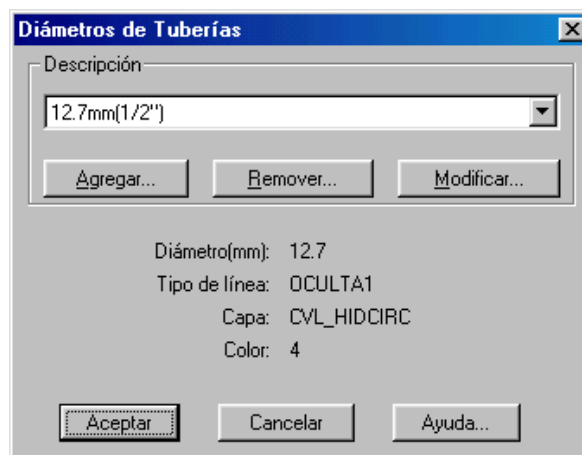 Diámetros de Tuberías
Descripción
12.7mm(1/2'')
Agregar... Remover... Modificar...
Diámetro(mm): 12.7
Tipo de línea: OCULTA1
Capa: CVL_HIDCIRC
Color: 4
Aceptar Cancelar Ayuda...